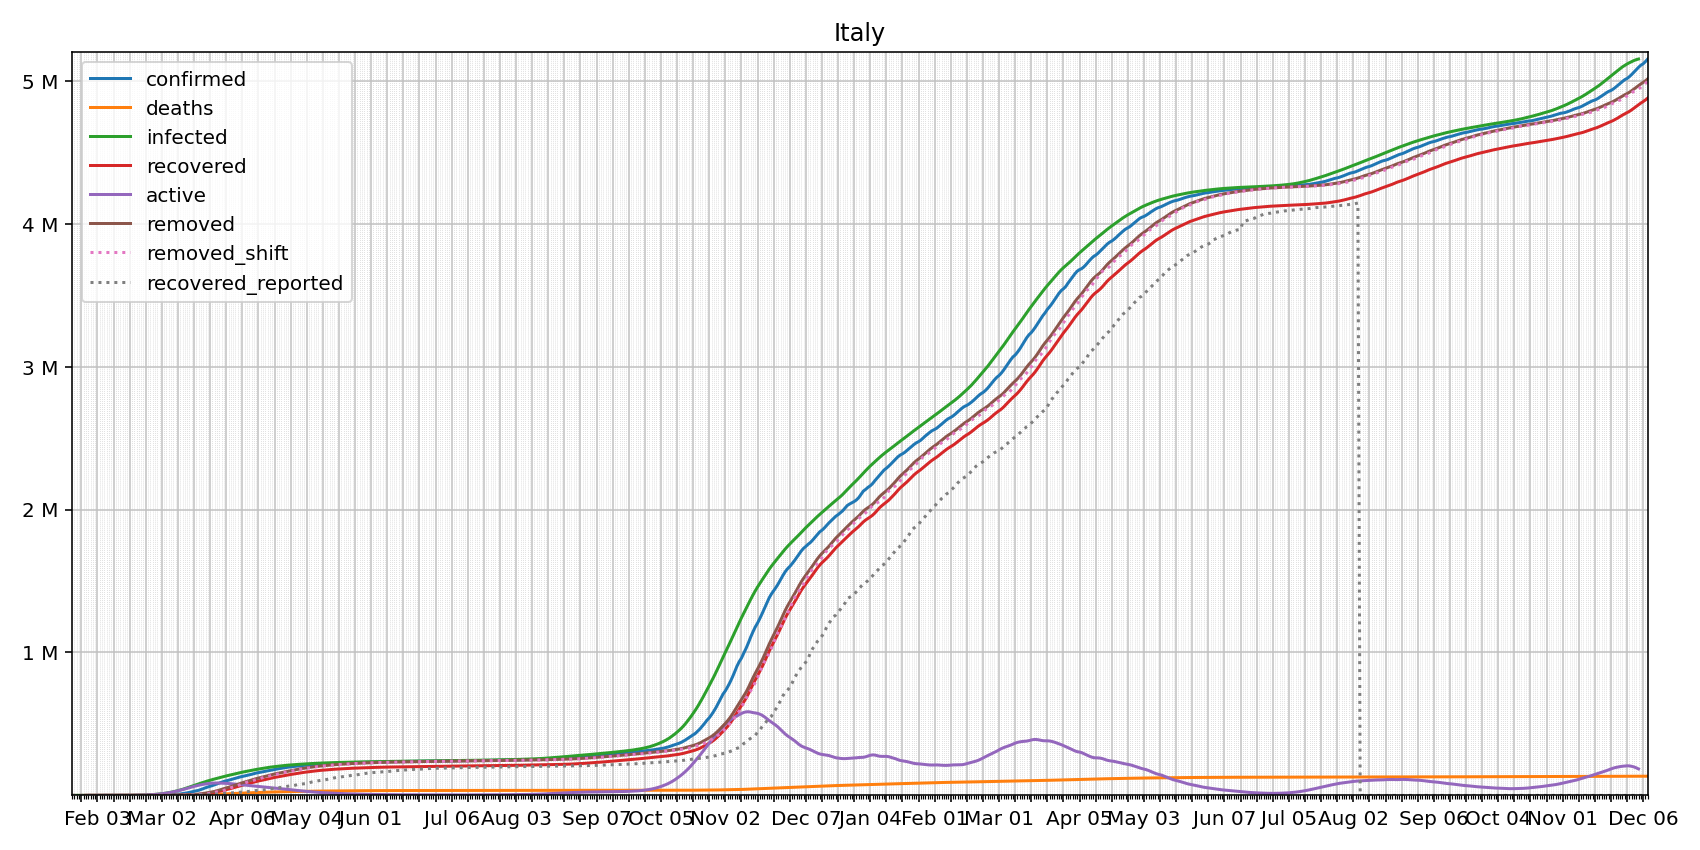 Italy
5 M
4 M
3 M
2 M
1 M
confirmed
deaths
infected
recovered
active
removed
removed_shift
recovered_reported
Feb 03 Mar 02 Apr 06 May 04 Jun 01 Jul 06 Aug 03 Sep 07 Oct 05 Nov 02 Dec 07 Jan 04 Feb 01 Mar 01 Apr 05 May 03 Jun 07 Jul 05 Aug 02 Sep 06 Oct 04 Nov 01 Dec 06